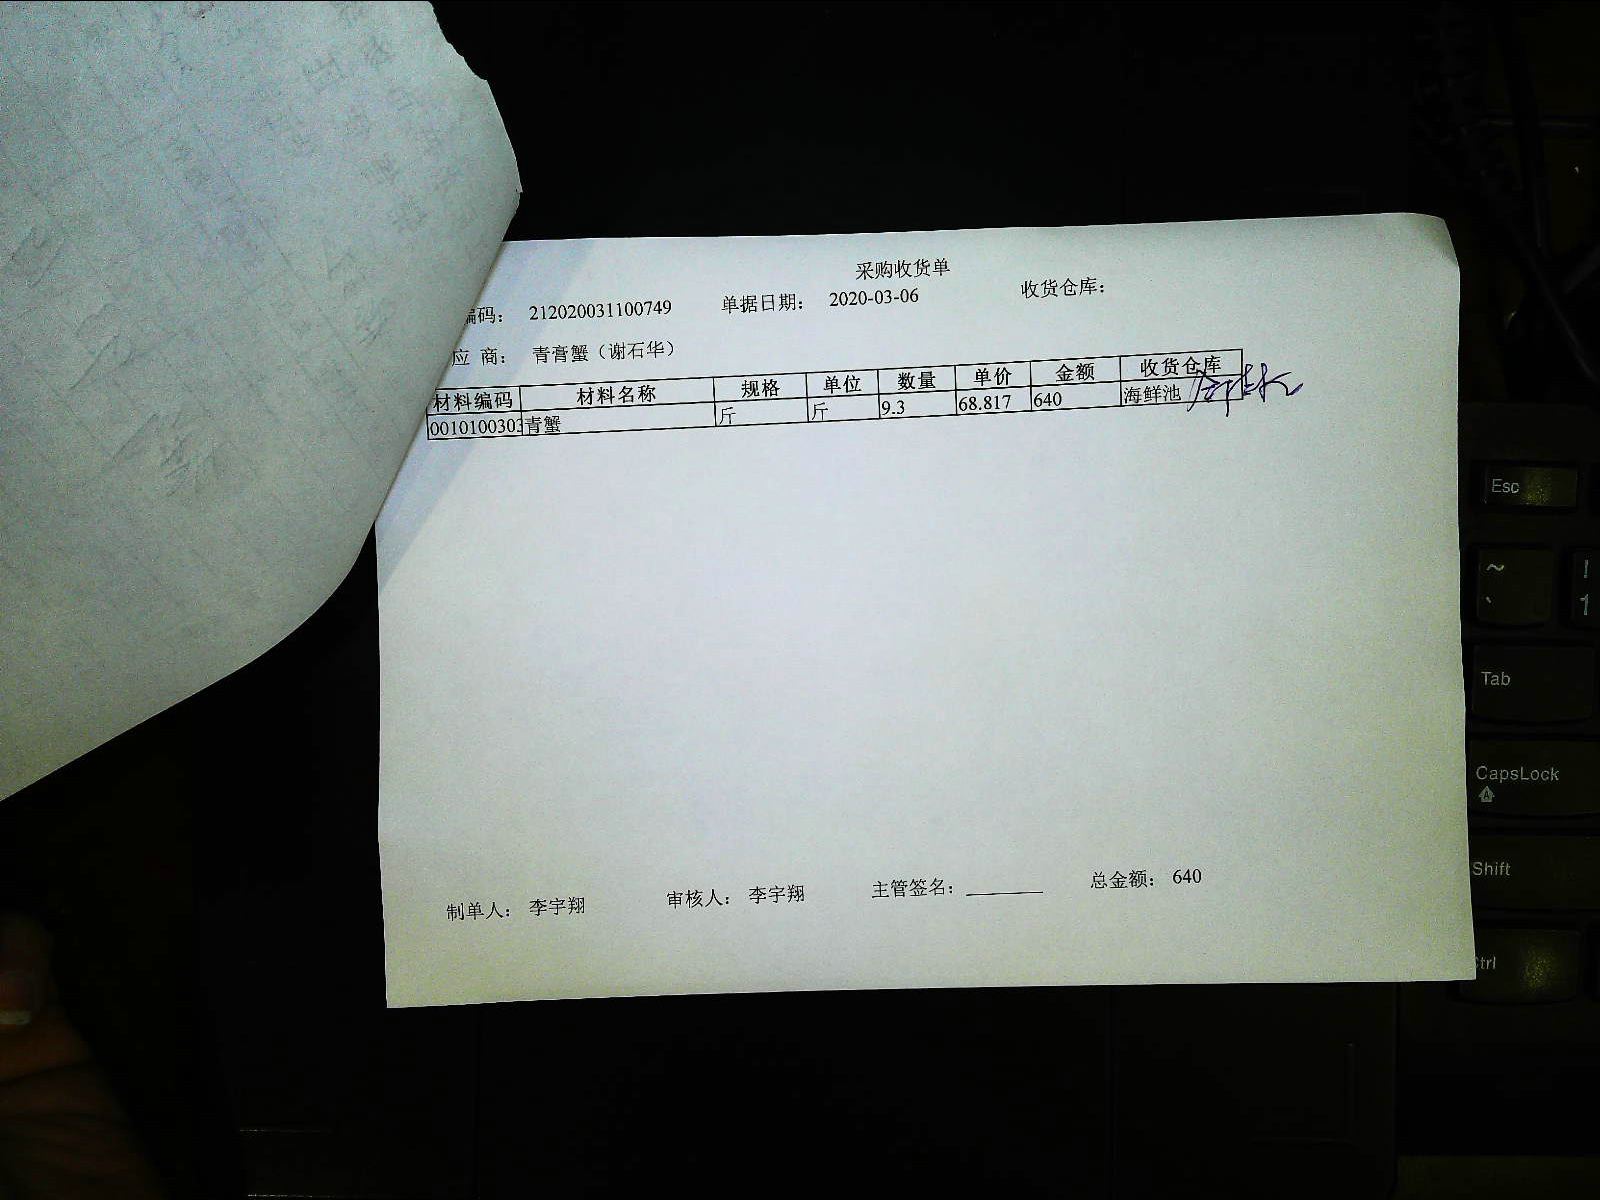 采购收货单
编码： 212020031100749 单据日期： 2020-03-06 收货仓库：
应 商： 青膏蟹（谢石华）
材料编码 材料名称 规格 单位 数量 单价 金额 收货仓库
0010100303 青蟹 斤 斤 9.3 68.817 640 海鲜池
制单人： 李宇翔 审核人： 李宇翔 主管签名： 总金额： 640
Esc
~
`
!
1
Tab
CapsLock
A
Shift
Ctrl